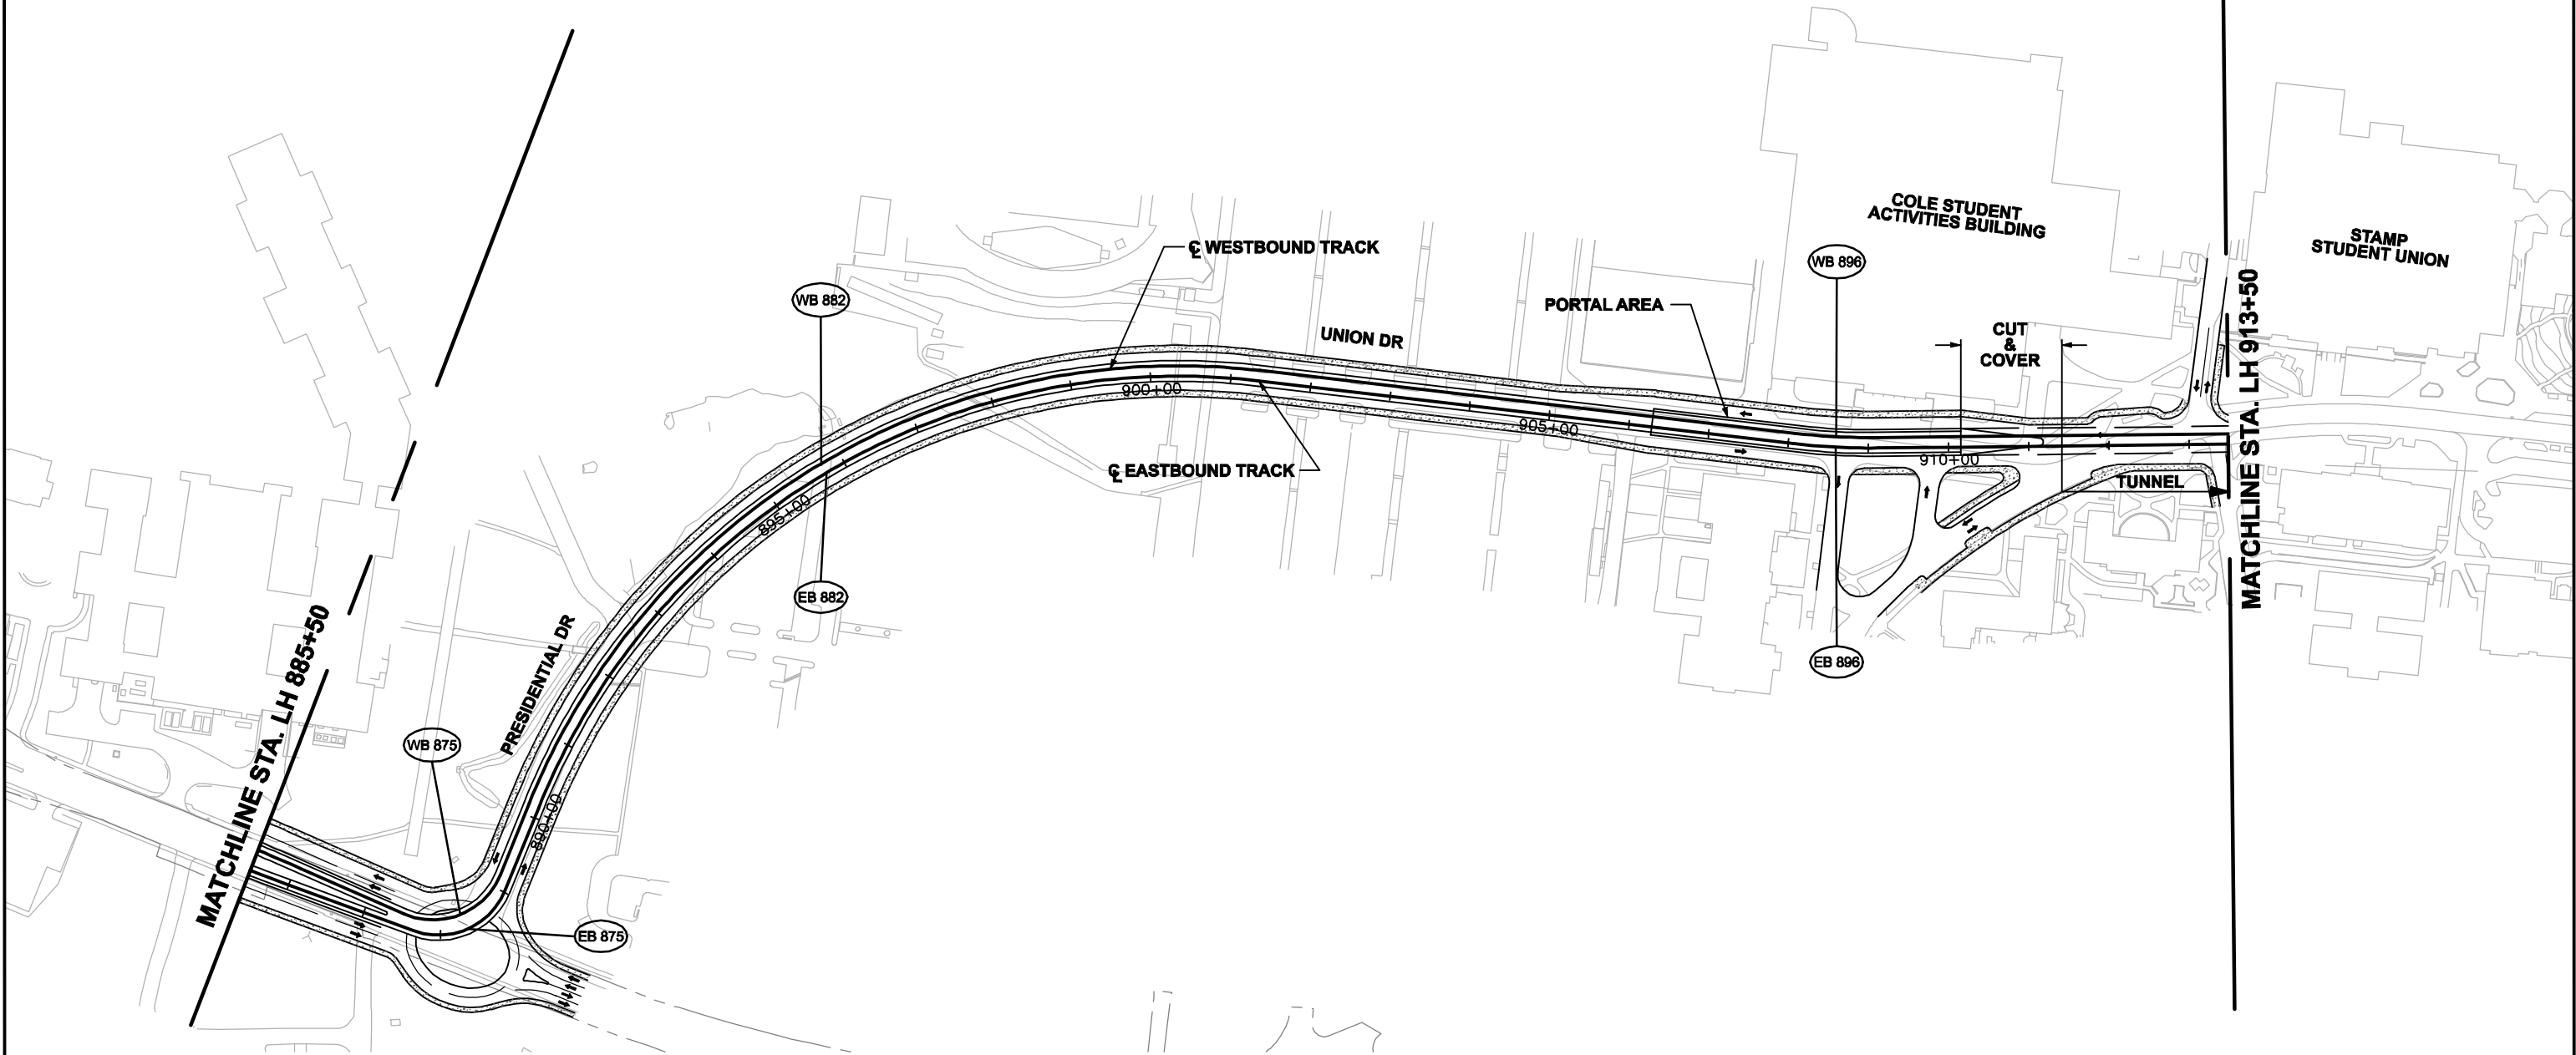 COLE STUDENT
ACTIVITIES BUILDING
STAMP
STUDENT UNION
℄ WESTBOUND TRACK
WB 896
WB 882
PORTAL AREA
UNION DR
CUT
&
COVER
MATCHLINE STA. LH 913+50
900+00
905+00
910+00
℄ EASTBOUND TRACK
TUNNEL
895+00
EB 882
EB 896
PRESIDENTIAL DR
MATCHLINE STA. LH 885+50
WB 875
890+00
EB 875